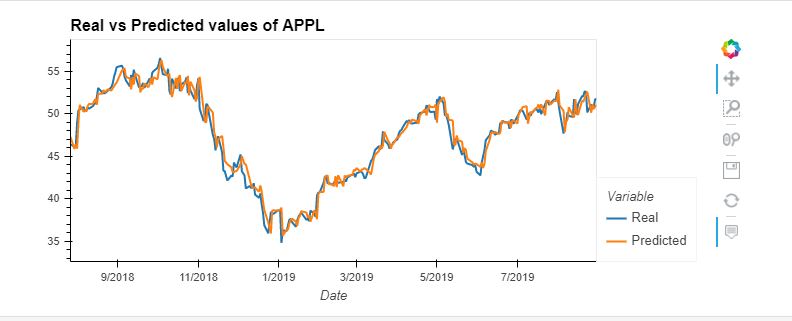 Real vs Predicted values of APPL
55
50
45
40
35
9/2018 11/2018 1/2019 3/2019 5/2019 7/2019
Date
Variable
Real
Predicted